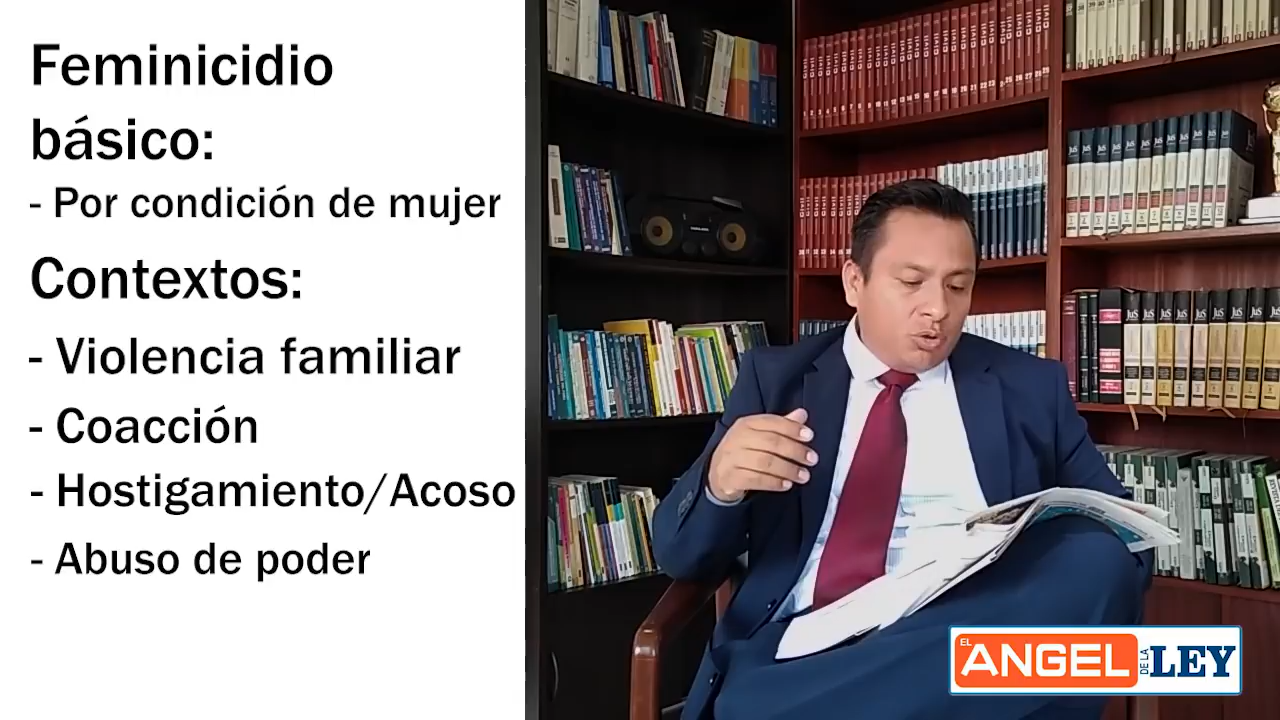 Feminicidio
básico:
- Por condición de mujer
Contextos:
- Violencia familiar
- Coacción
- Hostigamiento/Acoso
- Abuso de poder
EL ANGEL DE LA LEY